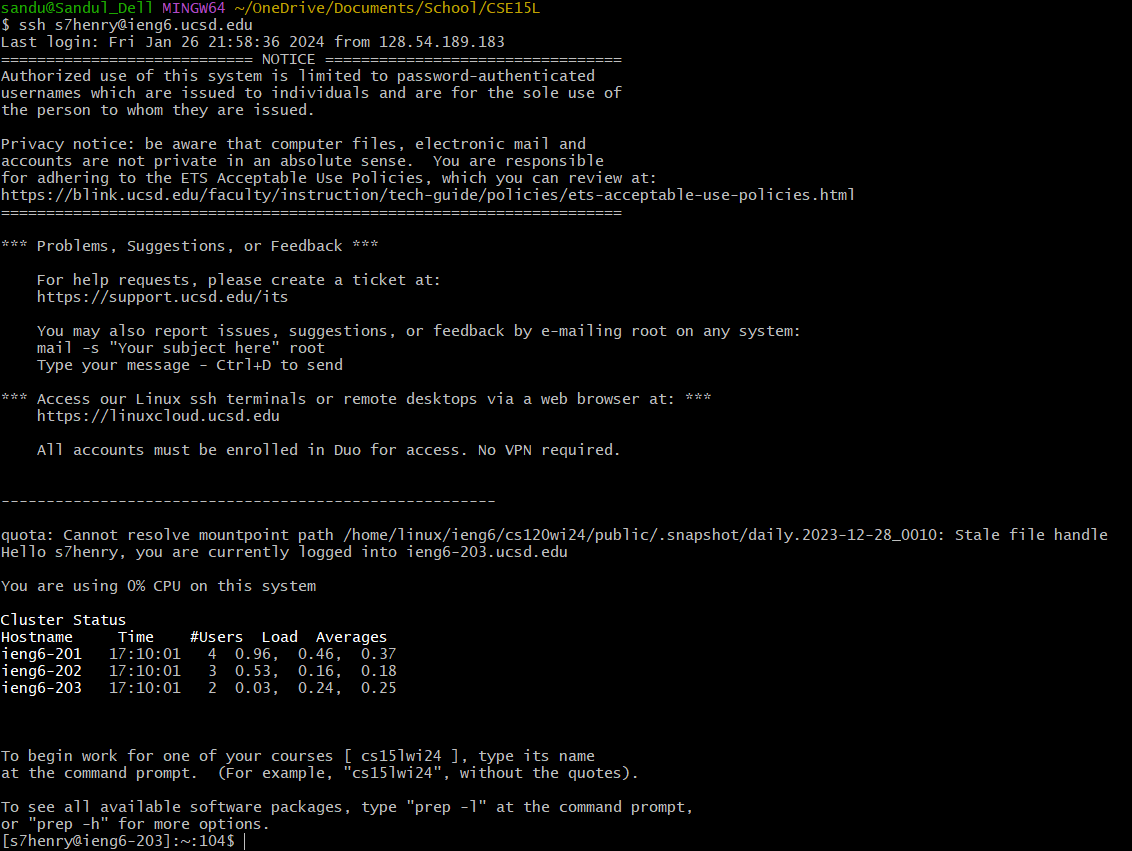 sandu@Sandul_Dell MINGW64 ~/OneDrive/Documents/School/CSE15L
$ ssh s7henry@ieng6.ucsd.edu
Last login: Fri Jan 26 21:58:36 2024 from 128.54.189.183
============================ NOTICE =================================
Authorized use of this system is limited to password-authenticated
usernames which are issued to individuals and are for the sole use of
the person to whom they are issued.

Privacy notice: be aware that computer files, electronic mail and
accounts are not private in an absolute sense.  You are responsible
for adhering to the ETS Acceptable Use Policies, which you can review at:
https://blink.ucsd.edu/faculty/instruction/tech-guide/policies/ets-acceptable-use-policies.html
=====================================================================

*** Problems, Suggestions, or Feedback ***

    For help requests, please create a ticket at:
    https://support.ucsd.edu/its

    You may also report issues, suggestions, or feedback by e-mailing root on any system:
    mail -s "Your subject here" root
    Type your message - Ctrl+D to send

*** Access our Linux ssh terminals or remote desktops via a web browser at: ***
    https://linuxcloud.ucsd.edu

    All accounts must be enrolled in Duo for access. No VPN required.


-------------------------------------------------------

quota: Cannot resolve mountpoint path /home/linux/ieng6/cs120wi24/public/.snapshot/daily.2023-12-28_0010: Stale file handle
Hello s7henry, you are currently logged into ieng6-203.ucsd.edu

You are using 0% CPU on this system

Cluster Status
Hostname     Time    #Users  Load  Averages
ieng6-201   17:10:01   4  0.96,  0.46,  0.37
ieng6-202   17:10:01   3  0.53,  0.16,  0.18
ieng6-203   17:10:01   2  0.03,  0.24,  0.25



To begin work for one of your courses [ cs15lwi24 ], type its name
at the command prompt.  (For example, "cs15lwi24", without the quotes).

To see all available software packages, type "prep -l" at the command prompt,
or "prep -h" for more options.
[s7henry@ieng6-203]:~:104$